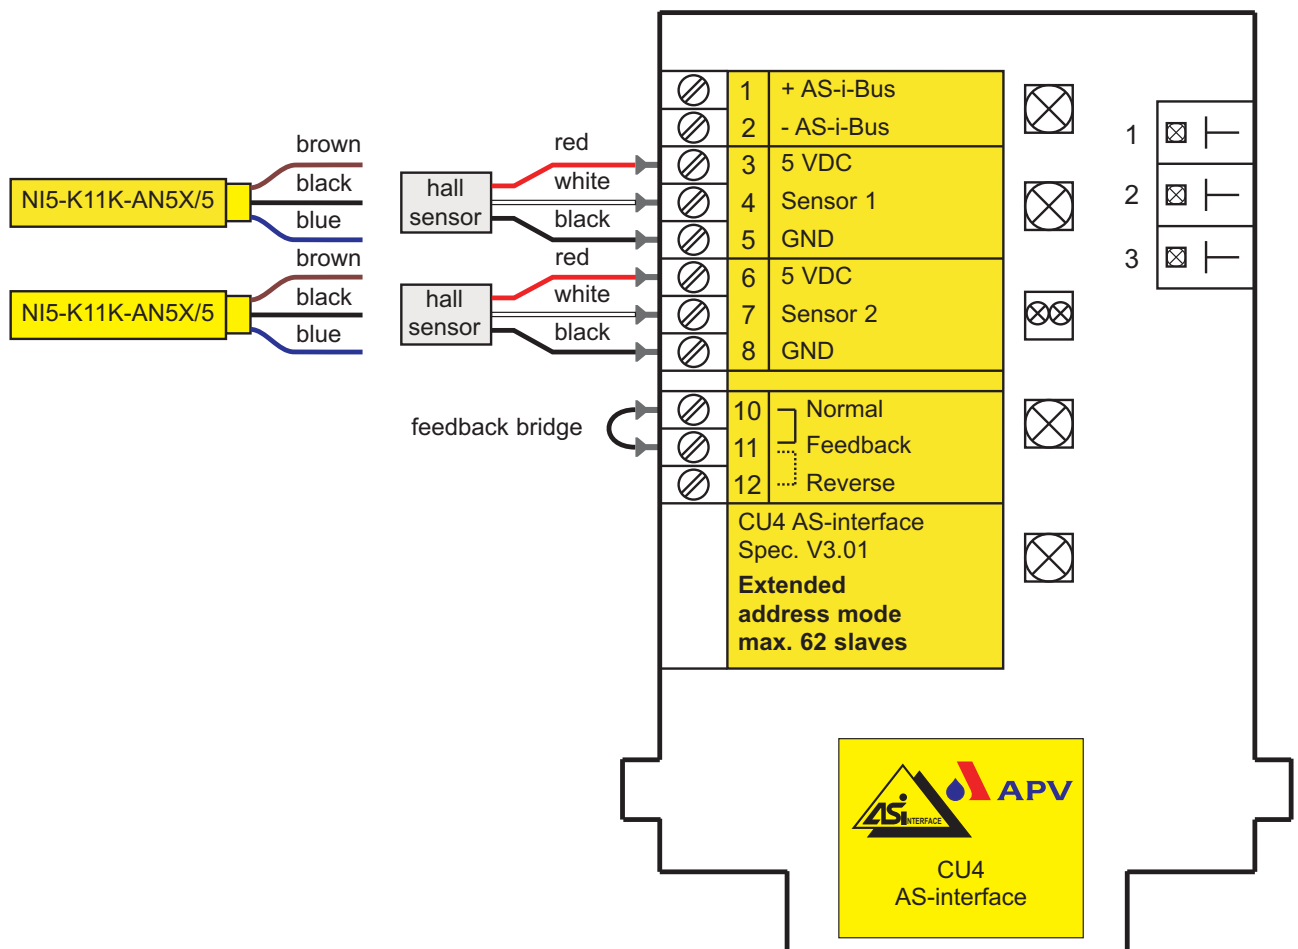 brown
black
blue
NI5-K11K-AN5X/5
brown
black
blue
NI5-K11K-AN5X/5
hall
sensor
red
white
black
hall
sensor
red
white
black
feedback bridge
1 + AS-i-Bus
2 - AS-i-Bus
3 5 VDC
4 Sensor 1
5 GND
6 5 VDC
7 Sensor 2
8 GND
10 Normal
11 Feedback
12 Reverse
CU4 AS-interface
Spec. V3.01
Extended
address mode
max. 62 slaves
1
2
3
ASi INTERFACE
APV
CU4
AS-interface